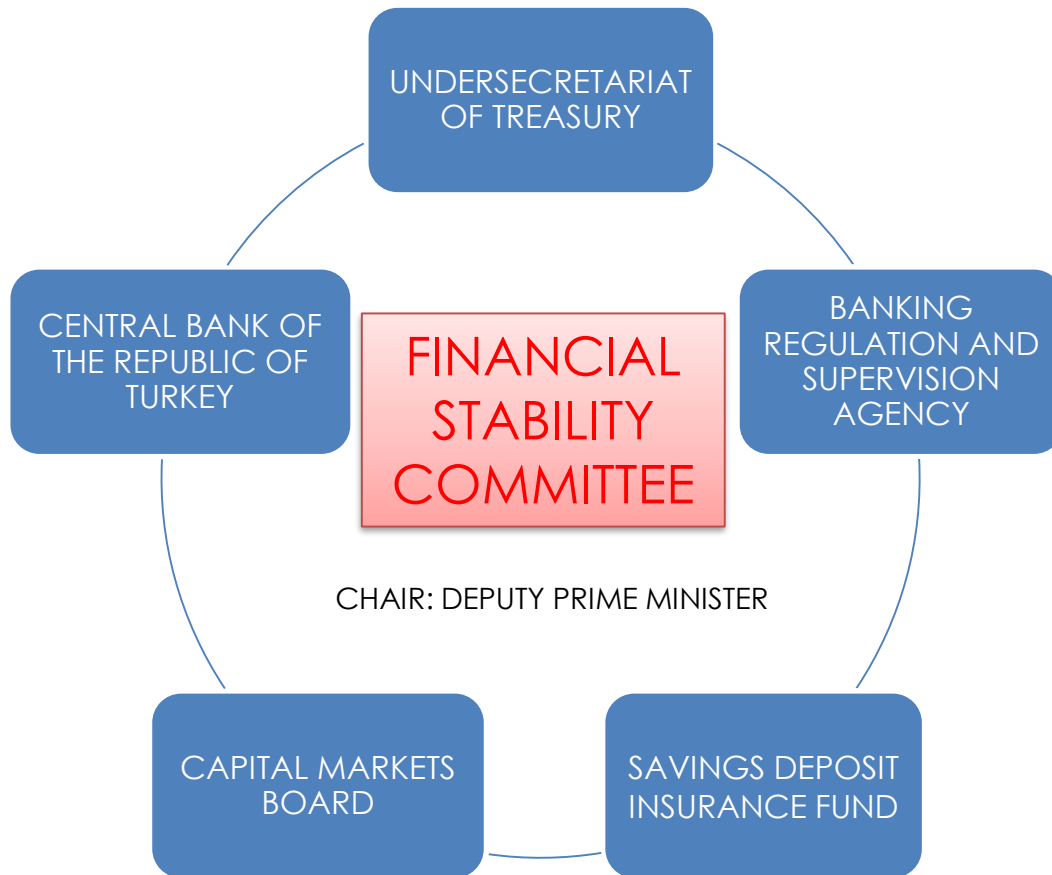 UNDERSECRETARIAT
OF TREASURY
CENTRAL BANK OF
THE REPUBLIC OF
TURKEY
FINANCIAL
STABILITY
COMMITTEE
BANKING
REGULATION AND
SUPERVISION
AGENCY
CHAIR: DEPUTY PRIME MINISTER
CAPITAL MARKETS
BOARD
SAVINGS DEPOSIT
INSURANCE FUND